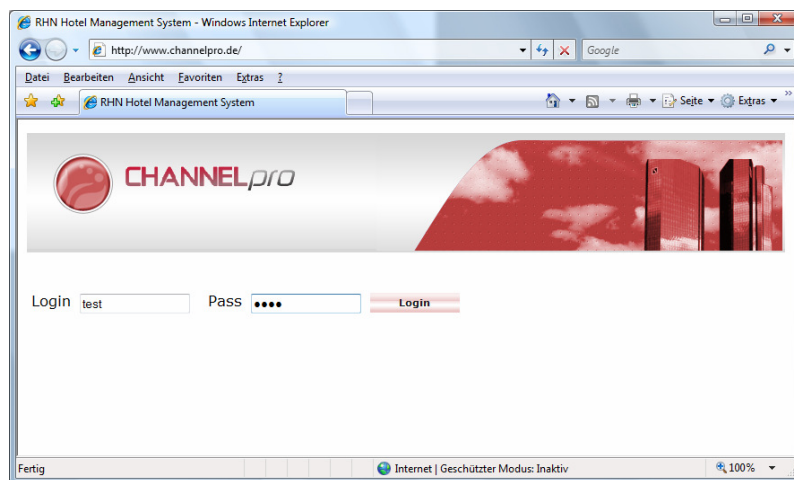 RHN Hotel Management System - Windows Internet Explorer
http://www.channelpro.de/
Google
Datei Bearbeiten Ansicht Favoriten Extras ?
RHN Hotel Management System
Seite Extras
CHANNELpro
Login test Pass •••• Login
Fertig Internet | Geschützter Modus: Inaktiv 100%